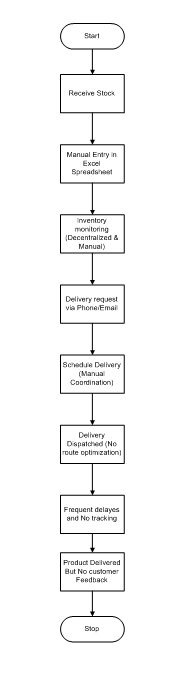 Start
Receive Stock
Manual Entry in
Excel
Spreadsheet
Inventory
monitoring
(Decentralized &
Manual)
Delivery request
via Phone/Email
Schedule Delivery
(Manual
Coordination)
Delivery
Dispatched (No
route optimization)
Frequent delayes
and No tracking
Product Delivered
But No customer
Feedback
Stop